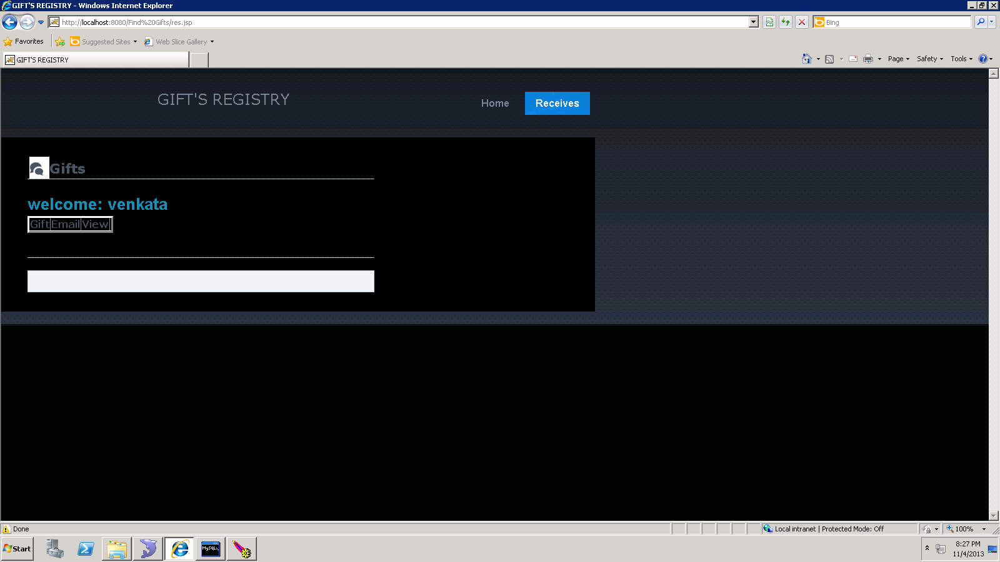 GIFT'S REGISTRY - Windows Internet Explorer
http://localhost:8080/Find%20Gifts/res.jsp
Bing
Favorites Suggested Sites Web Slice Gallery
GIFT'S REGISTRY
Page Safety Tools
GIFT'S REGISTRY
Home Receives
Gifts
welcome: venkata
Gift Email View
Done
Local intranet | Protected Mode: Off
100%
Start
8:27 PM
11/4/2013